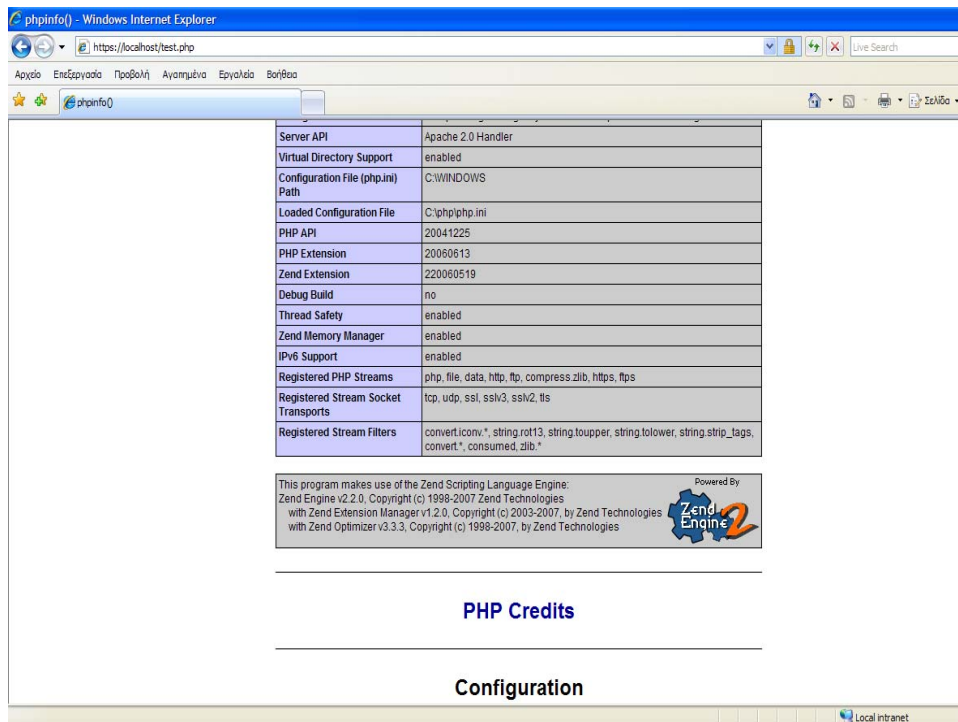 phpinfo() - Windows Internet Explorer
https://localhost/test.php
Live Search
Αρχείο Επεξεργασία Προβολή Αγαπημένα Εργαλεία Βοήθεια
phpinfo()
Σελίδα
Server API Apache 2.0 Handler
Virtual Directory Support enabled
Configuration File (php.ini) Path C:\WINDOWS
Loaded Configuration File C:\php\php.ini
PHP API 20041225
PHP Extension 20060613
Zend Extension 220060519
Debug Build no
Thread Safety enabled
Zend Memory Manager enabled
IPv6 Support enabled
Registered PHP Streams php, file, data, http, ftp, compress.zlib, https, ftps
Registered Stream Socket Transports tcp, udp, ssl, sslv3, sslv2, tls
Registered Stream Filters convert.iconv.*, string.rot13, string.toupper, string.tolower, string.strip_tags,
convert.*, consumed, zlib.*
This program makes use of the Zend Scripting Language Engine:
Zend Engine v2.2.0, Copyright (c) 1998-2007 Zend Technologies
with Zend Extension Manager v1.2.0, Copyright (c) 2003-2007, by Zend Technologies
with Zend Optimizer v3.3.3, Copyright (c) 1998-2007, by Zend Technologies
Powered By
Zend
Engine 2
PHP Credits
Configuration
Local intranet